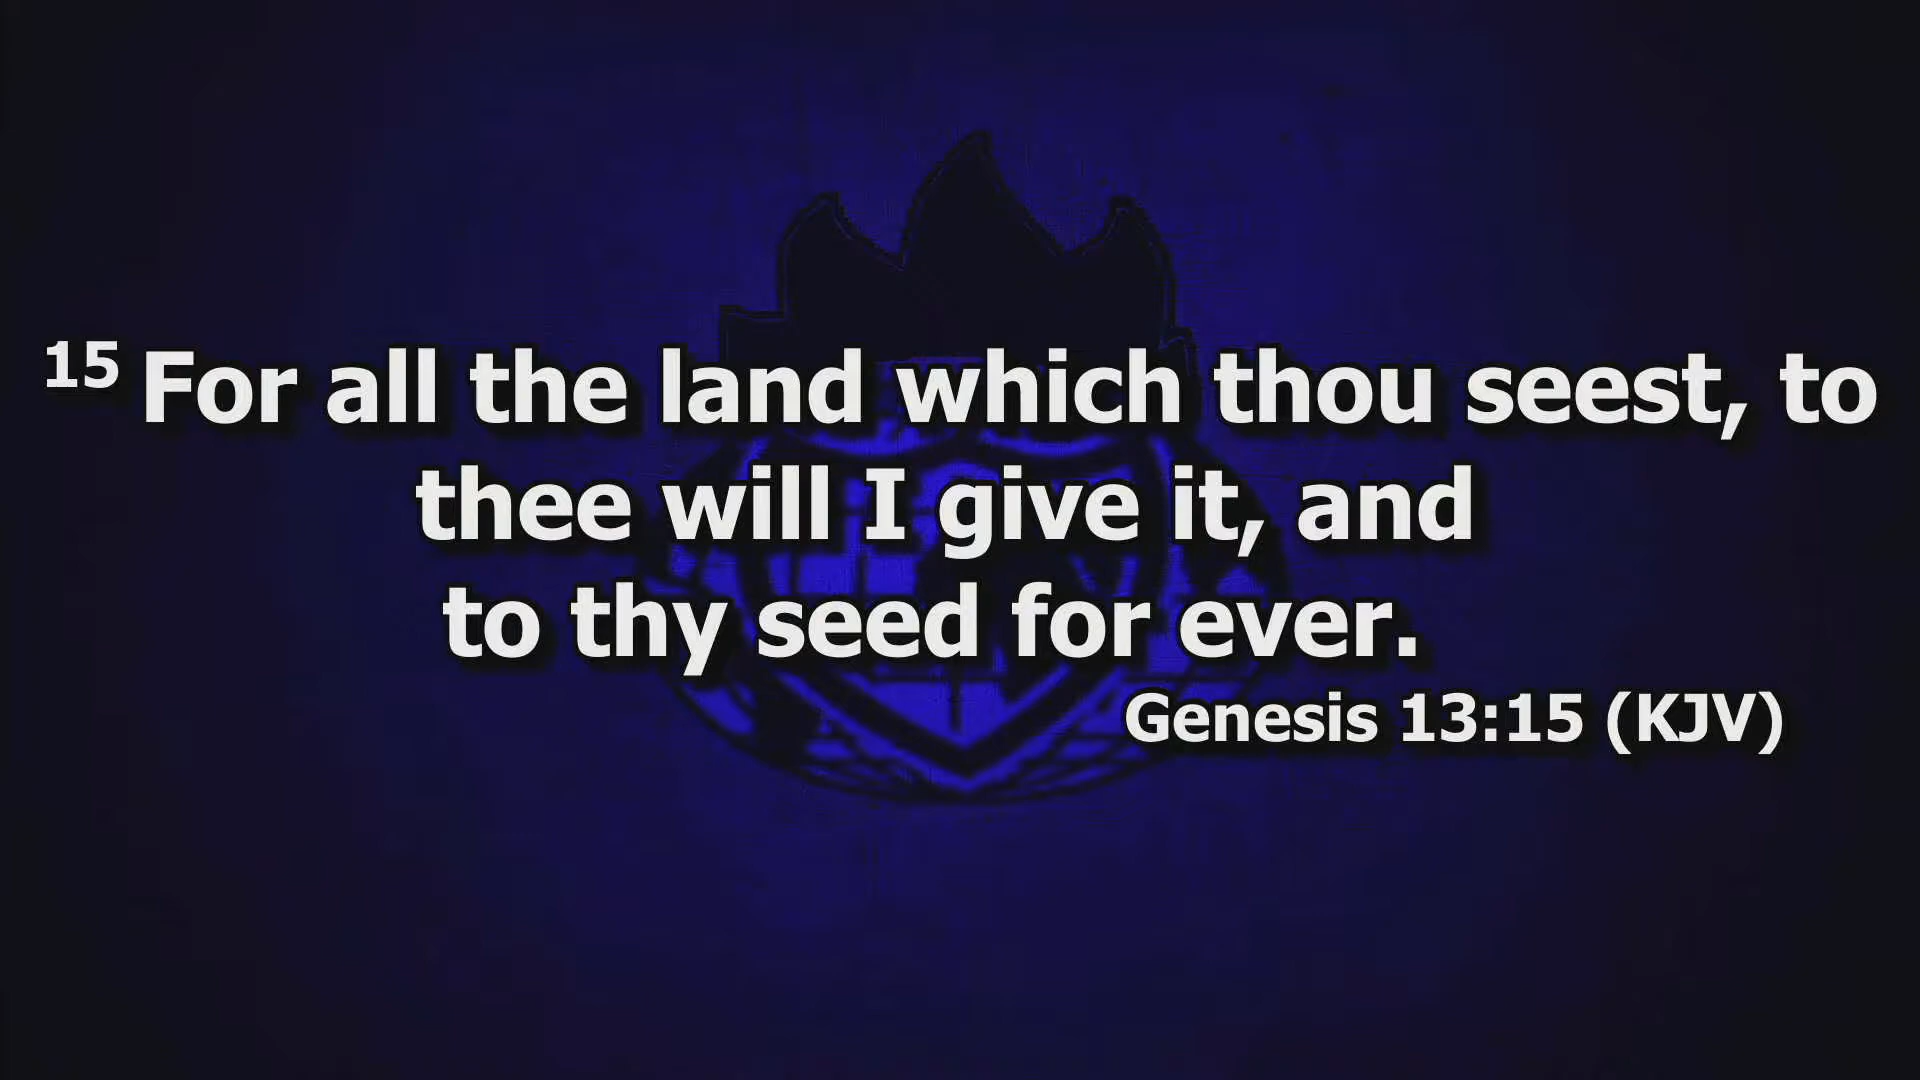 15 For all the land which thou seest, to
thee will I give it, and
to thy seed for ever.
Genesis 13:15 (KJV)